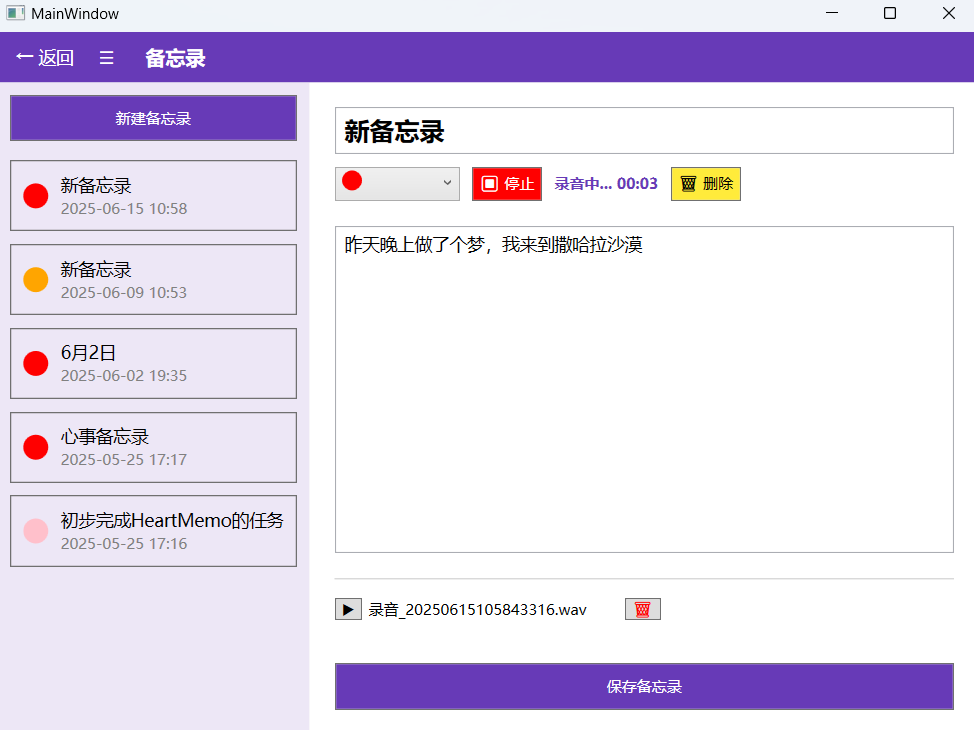 MainWindow
← 返回 ☰ 备忘录
新建备忘录
新备忘录
2025-06-15 10:58
新备忘录
2025-06-09 10:53
6月2日
2025-06-02 19:35
心事备忘录
2025-05-25 17:17
初步完成HeartMemo的任务
2025-05-25 17:16
新备忘录
停止 录音中... 00:03 删除
昨天晚上做了个梦，我来到撒哈拉沙漠
录音_20250615105843316.wav
保存备忘录